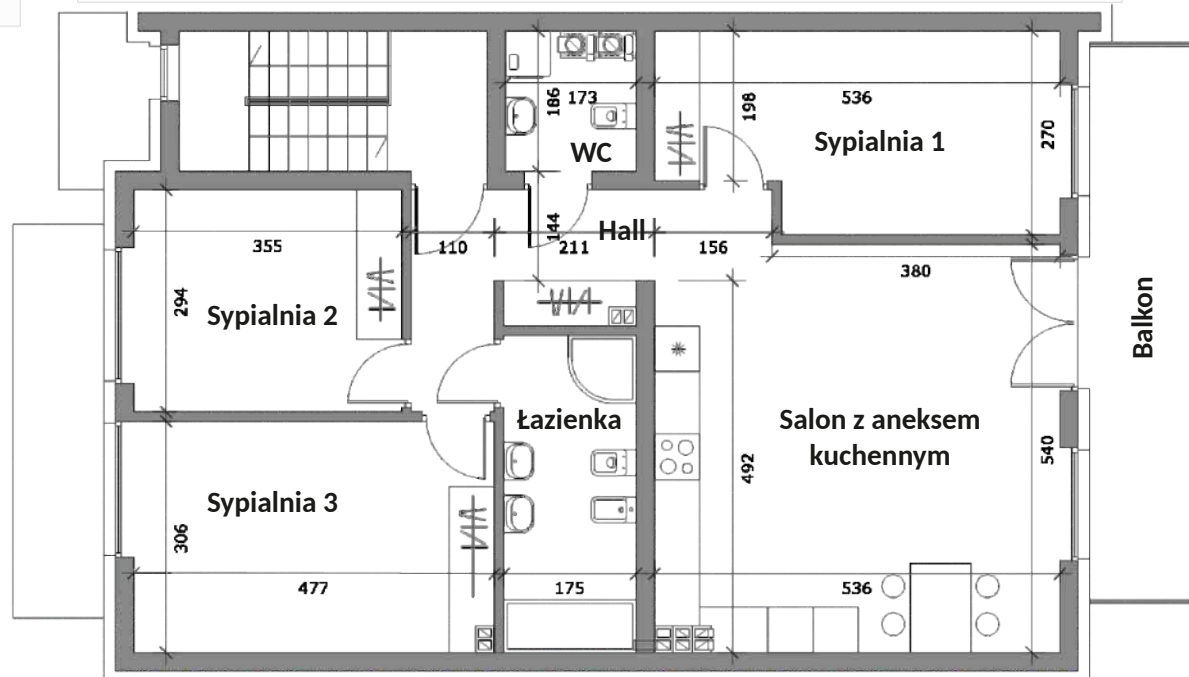 186
173
WC
198
536
Sypialnia 1
270
355
110
144
211
Hall
156
380
294
Sypialnia 2
Balkon
Łazienka
Salon z aneksem
kuchennym
492
540
Sypialnia 3
306
477
175
536